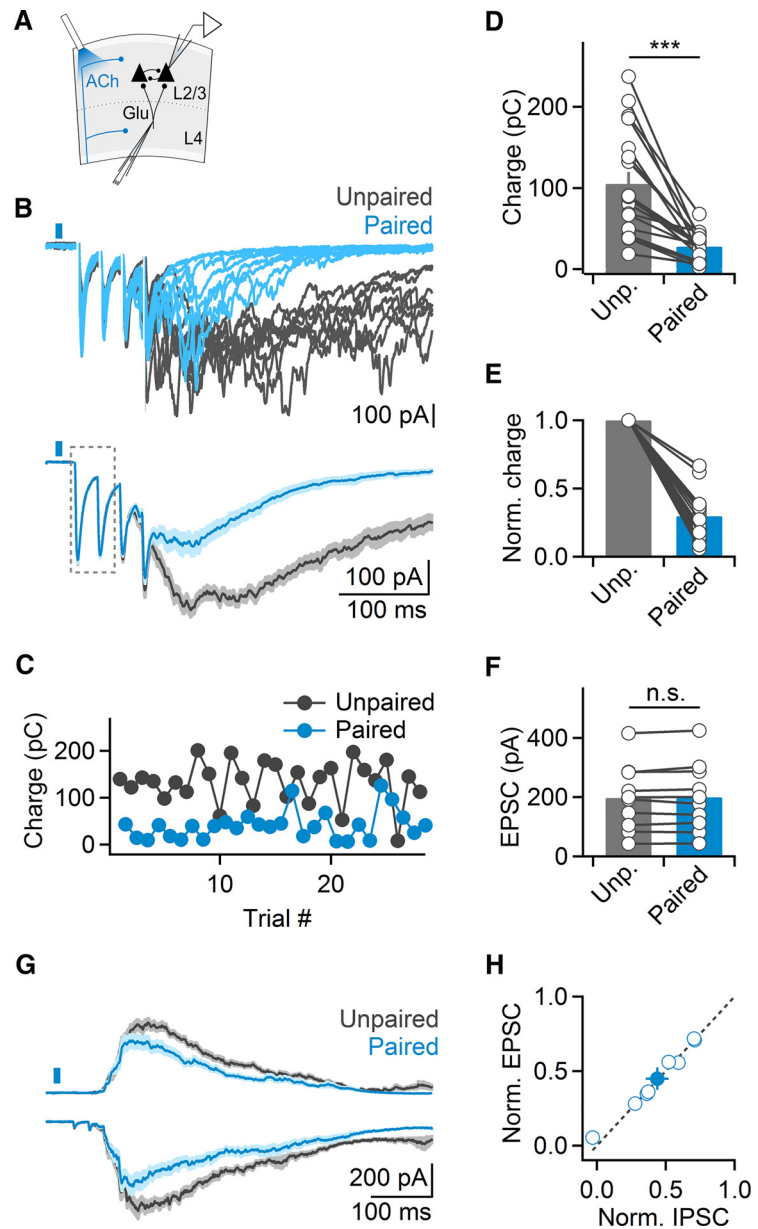 A
ACh
L2/3
Glu
L4
B
Unpaired
Paired
100 pA
100 pA
100 ms
C
Unpaired
Paired
Charge (pC)
200
100
0
10
20
Trial #
D
***
Charge (pC)
200
100
0
Unp.
Paired
E
Norm. charge
1.0
0.5
0.0
Unp.
Paired
F
n.s.
EPSC (pA)
400
200
0
Unp.
Paired
G
Unpaired
Paired
200 pA
100 ms
H
Norm. EPSC
1.0
0.5
0.0
0.0
0.5
1.0
Norm. IPSC